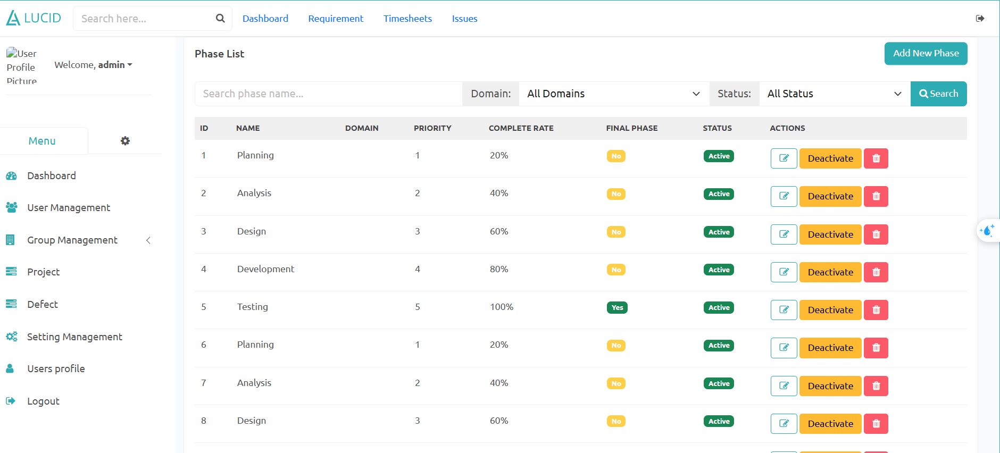 LUCID
Search here...
Dashboard
Requirement
Timesheets
Issues
User
Profile
Picture
Welcome, admin
Menu
Dashboard
User Management
Group Management
Project
Defect
Setting Management
Users profile
Logout
Phase List
Add New Phase
Search phase name...
Domain:
All Domains
Status:
All Status
Search
ID NAME DOMAIN PRIORITY COMPLETE RATE FINAL PHASE STATUS ACTIONS
1 Planning 1 20% No Active Deactivate
2 Analysis 2 40% No Active Deactivate
3 Design 3 60% No Active Deactivate
4 Development 4 80% No Active Deactivate
5 Testing 5 100% Yes Active Deactivate
6 Planning 1 20% No Active Deactivate
7 Analysis 2 40% No Active Deactivate
8 Design 3 60% No Active Deactivate